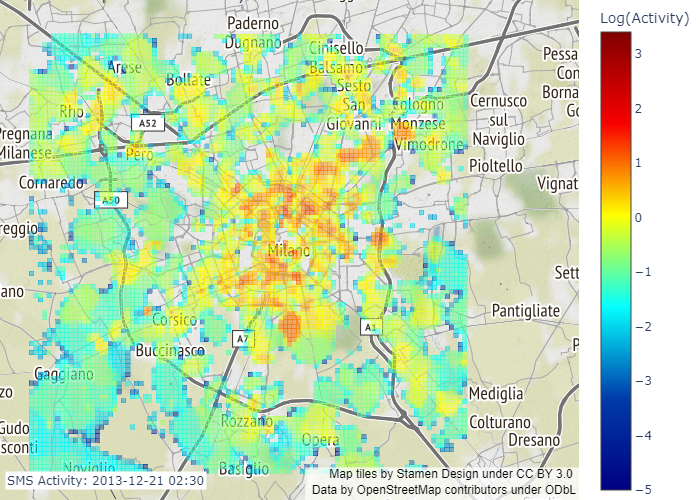 Paderno
Dugnano
Cinisello
Balsamo
Log(Activity)
Arese
Bollate
Sesto
San
Giovanni
Cologno
Monzese
Pessa
Con
Borna
Go
Rho
A52
Cernusco
sul
Naviglio
Pregnana
Milanese
Pero
Vimodrone
Pioltello
Cornaredo
A50
Vignat
reggio
Milano
Sett
ano
Corsico
Pantigliate
A7
A1
Buccinasco
P
Gaggiano
zo
Mediglia
Rozzano
Colturano
Gudo
sconti
Opera
Dresano
Noviglio
Basiglio
SMS Activity: 2013-12-21 02:30
Map tiles by Stamen Design under CC BY 3.0
Data by OpenStreetMap contributors under ODbL
3
2
1
0
−1
−2
−3
−4
−5